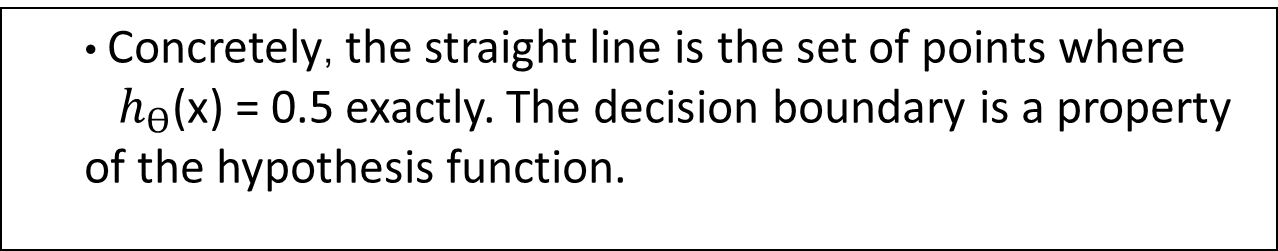 • Concretely, the straight line is the set of points where
ℎ_Θ(x) = 0.5 exactly. The decision boundary is a property
of the hypothesis function.